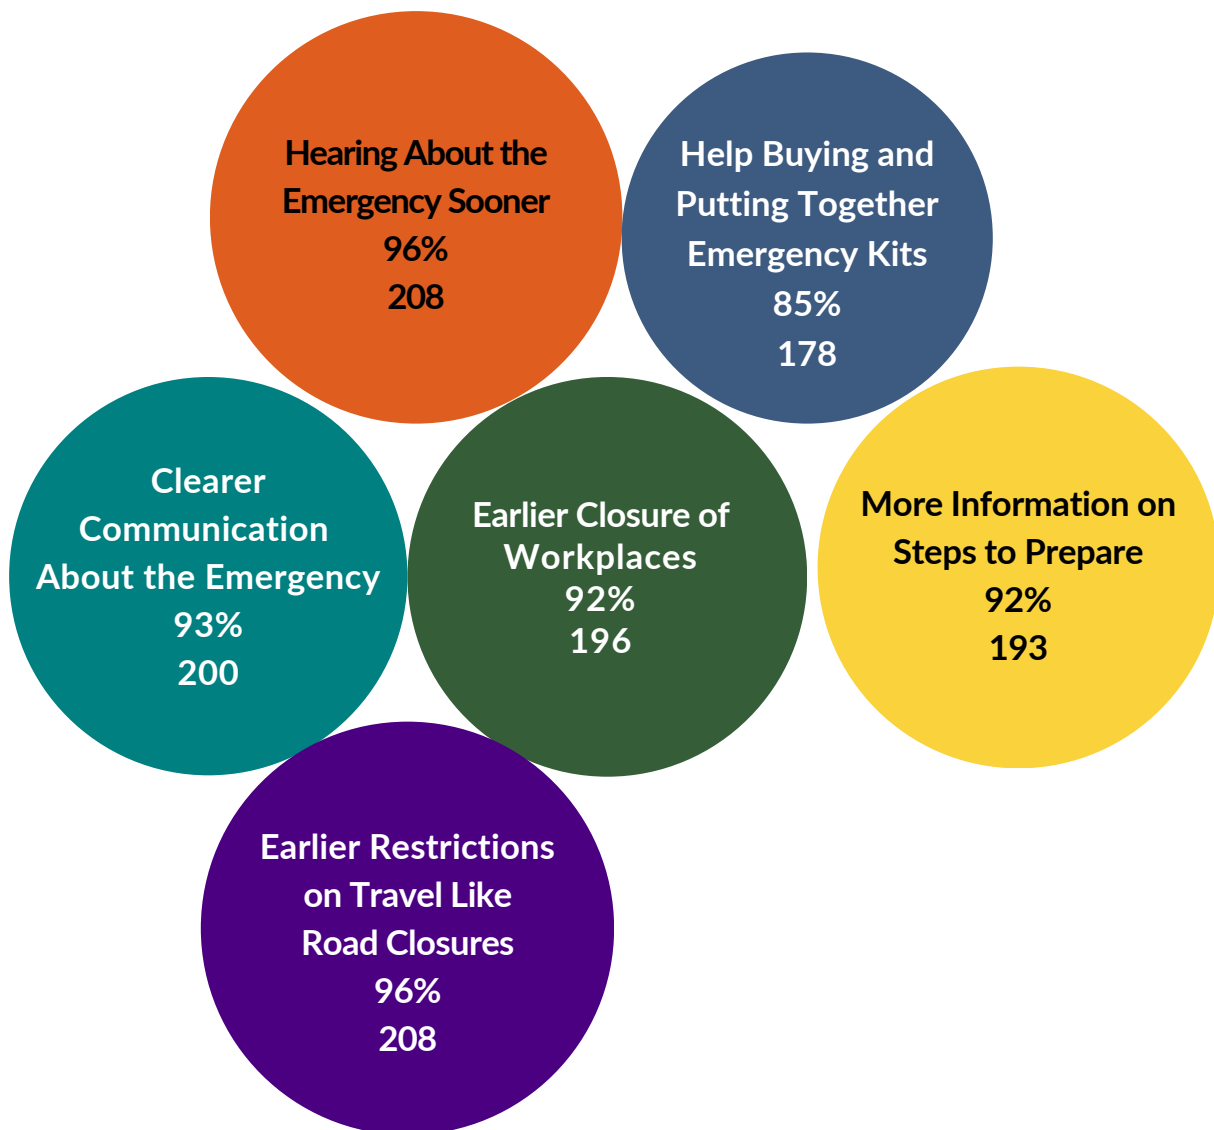 Hearing About the
Emergency Sooner
96%
208
Help Buying and
Putting Together
Emergency Kits
85%
178
Clearer
Communication
About the Emergency
93%
200
Earlier Closure of
Workplaces
92%
196
More Information on
Steps to Prepare
92%
193
Earlier Restrictions
on Travel Like
Road Closures
96%
208